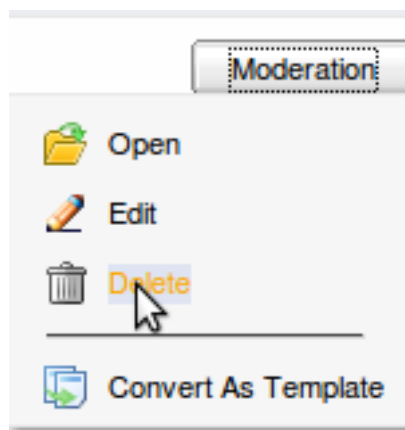 Moderation
Open
Edit
Delete
Convert As Template